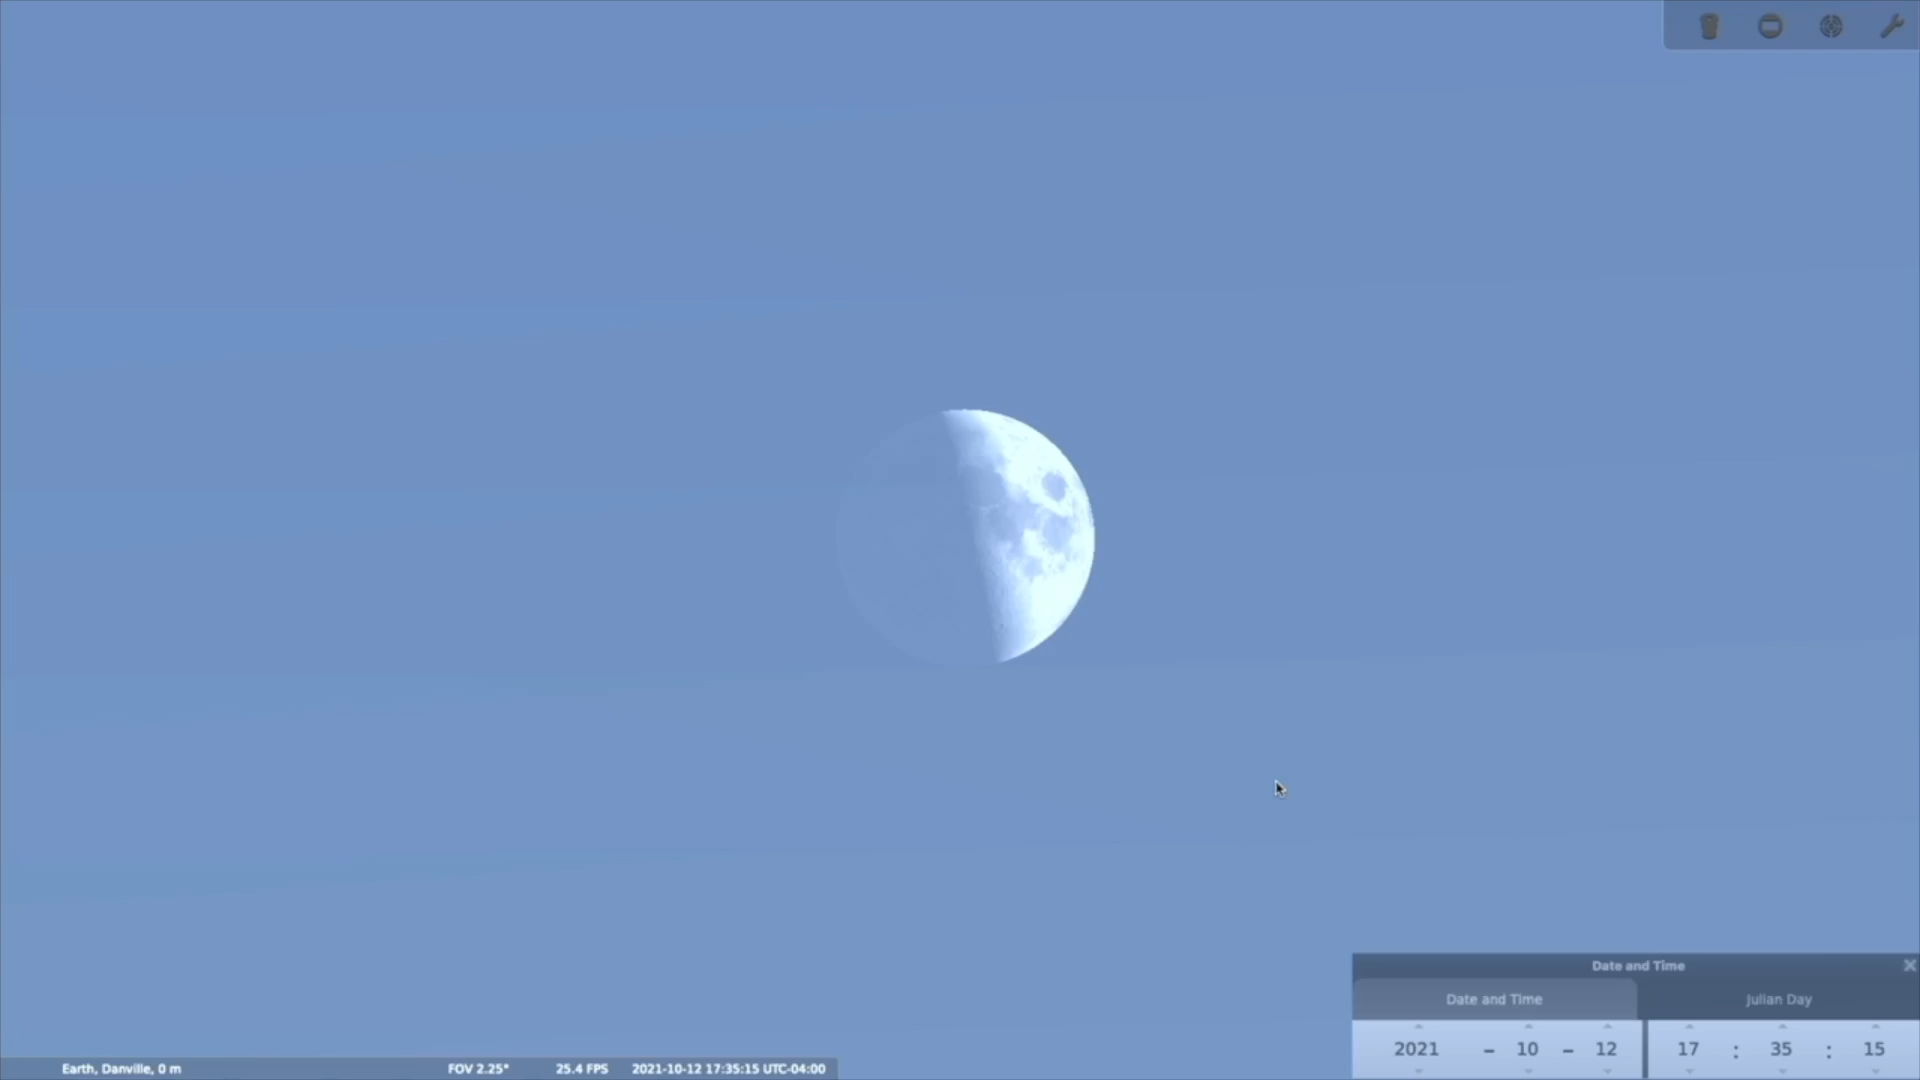 Date and Time
Date and Time
Julian Day
2021 - 10 - 12
17 : 35 : 15
Earth, Danville, 0 m
FOV 2.25°
25.4 FPS
2021-10-12 17:35:15 UTC-04:00